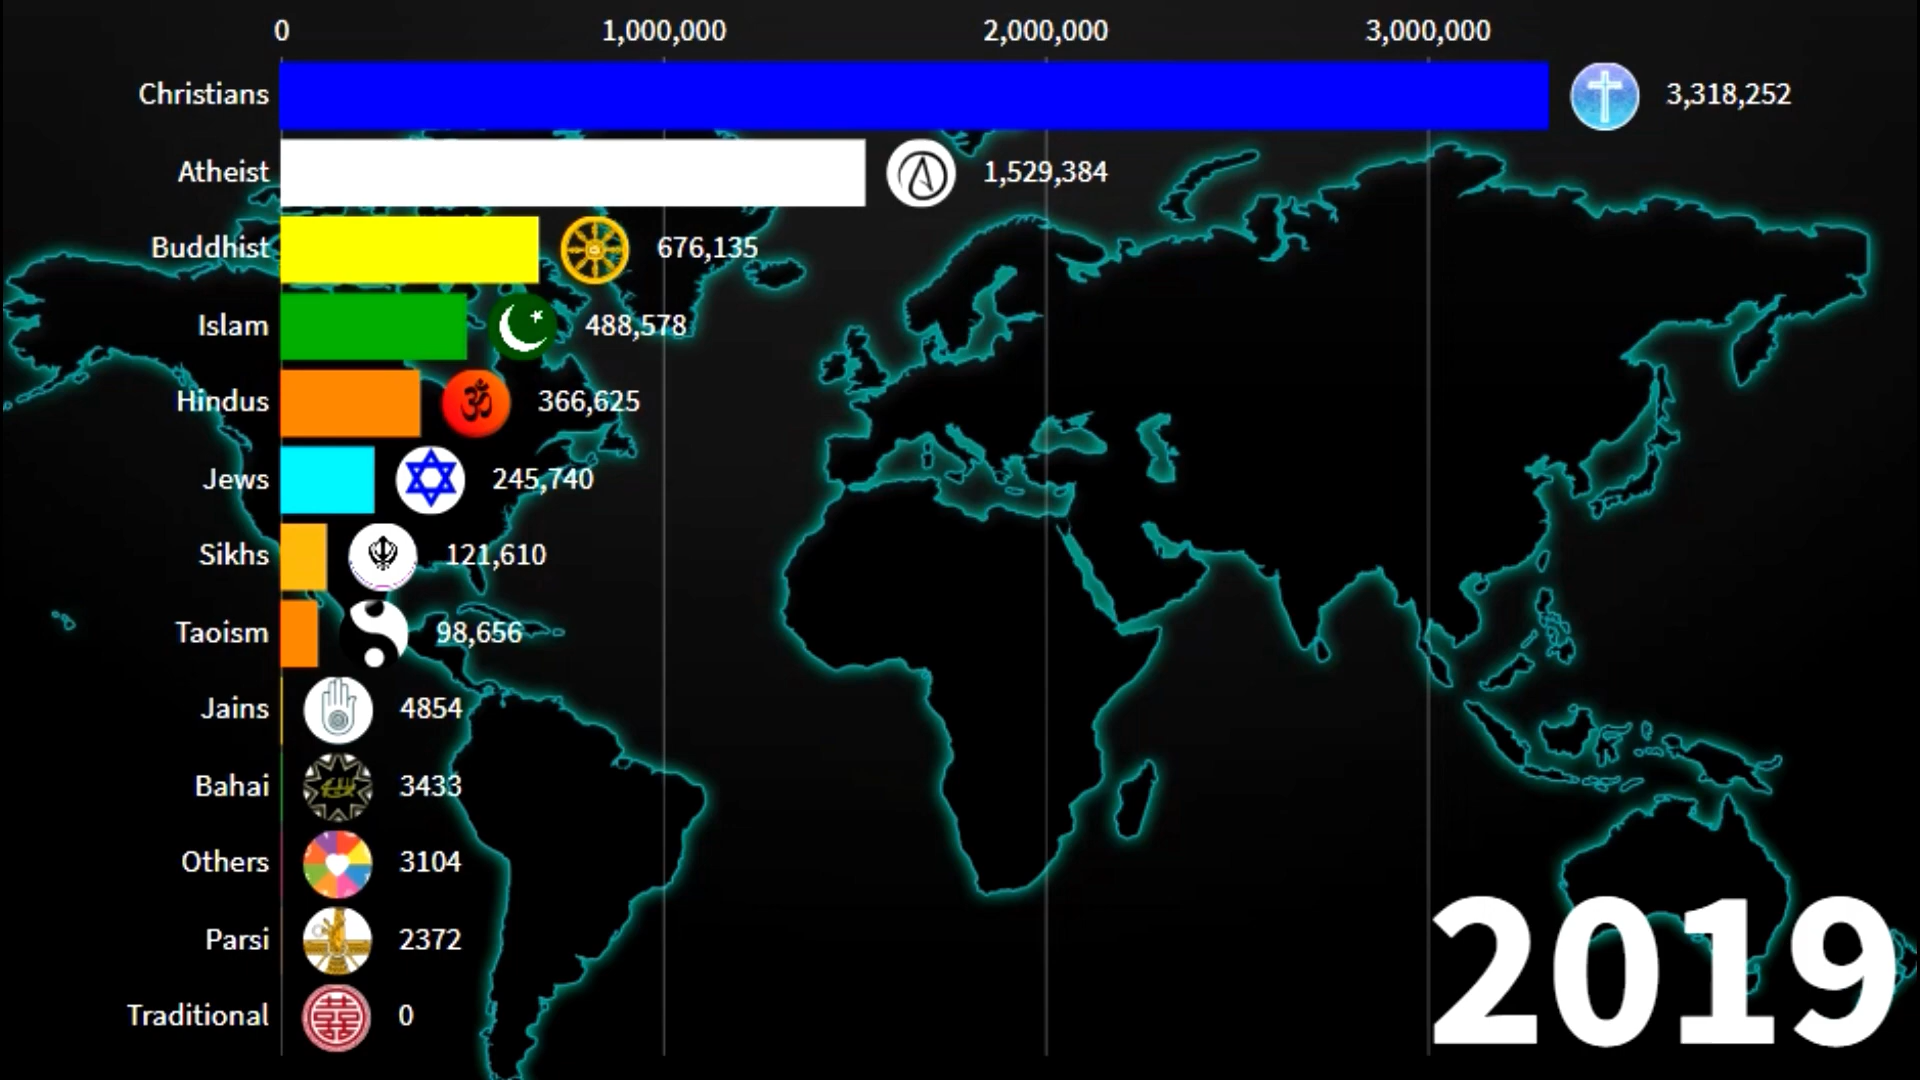 0 1,000,000 2,000,000 3,000,000
Christians 3,318,252
Atheist 1,529,384
Buddhist 676,135
Islam 488,578
Hindus ॐ 366,625
Jews 245,740
Sikhs 121,610
Taoism 98,656
Jains 4854
Bahai 3433
Others 3104
Parsi 2372
Traditional 0
2019